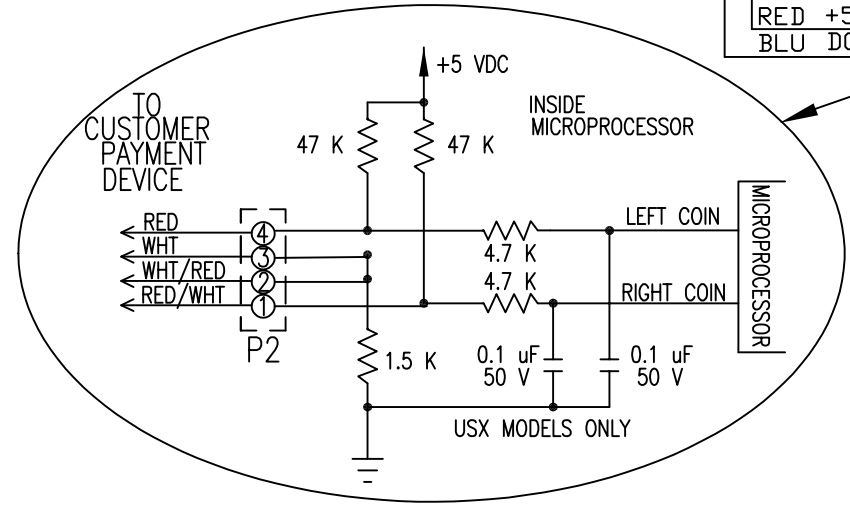 RED +5
BLU DO
+5 VDC
TO
CUSTOMER
PAYMENT
DEVICE
INSIDE
MICROPROCESSOR
47 K
47 K
RED
4
LEFT COIN
WHT
3
4.7 K
WHT/RED
2
4.7 K
RED/WHT
1
RIGHT COIN
MICROPROCESSOR
P2
1.5 K
0.1 uF
50 V
0.1 uF
50 V
USX MODELS ONLY